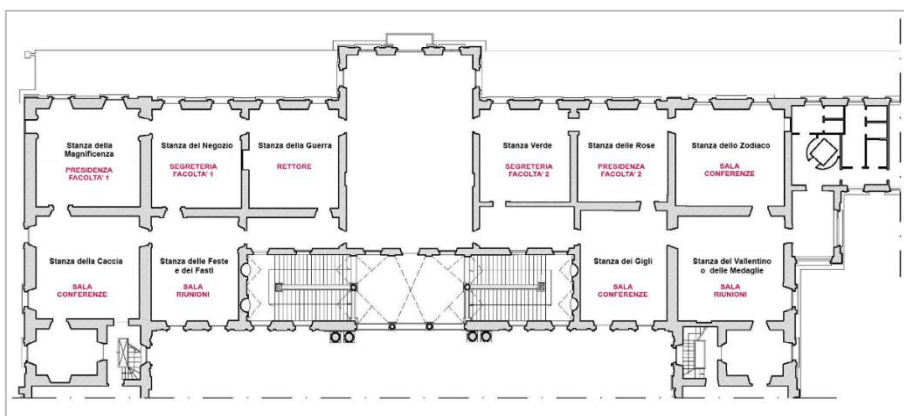 Stanza della
Magnificenza
PRESIDENZA
FACOLTA' 1
Stanza del Negozio
SEGRETERIA
FACOLTA' 1
Stanza della Guerra
RETTORE
Stanza Verde
SEGRETERIA
FACOLTA' 2
Stanza delle Rose
PRESIDENZA
FACOLTA' 2
Stanza dello Zodiaco
SALA
CONFERENZE
Stanza della Caccia
SALA
CONFERENZE
Stanza delle Feste
e dei Fasti
SALA
RIUNIONI
Stanza dei Gigli
SALA
CONFERENZE
Stanza del Vallentino
o delle Medaglie
SALA
RIUNIONI